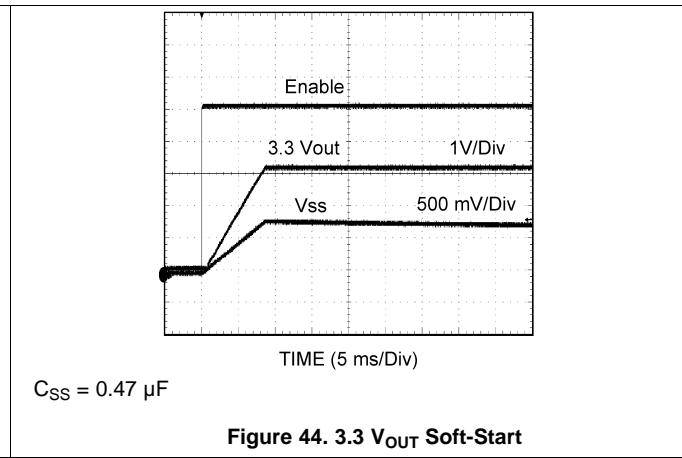 Enable
3.3 Vout 1V/Div
Vss 500 mV/Div
TIME (5 ms/Div)
CSS = 0.47 µF
Figure 44. 3.3 VOUT Soft-Start